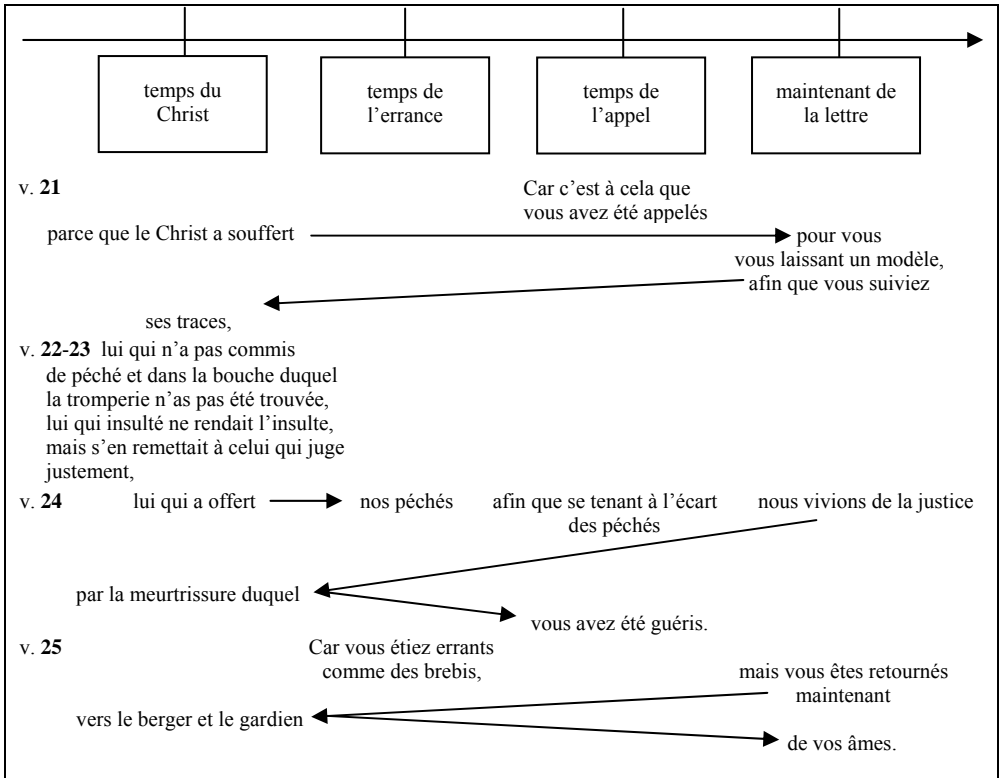 temps du
Christ
temps de
l'errance
temps de
l'appel
maintenant de
la lettre
v. 21
Car c'est à cela que
vous avez été appelés
parce que le Christ a souffert
pour vous
vous laissant un modèle,
afin que vous suiviez
ses traces,
v. 22-23 lui qui n'a pas commis
de péché et dans la bouche duquel
la tromperie n'as pas été trouvée,
lui qui insulté ne rendait l'insulte,
mais s'en remettait à celui qui juge
justement,
v. 24 lui qui a offert nos péchés afin que se tenant à l'écart nous vivions de la justice
des péchés
par la meurtrissure duquel
vous avez été guéris.
v. 25 Car vous étiez errants
comme des brebis,
mais vous êtes retournés
maintenant
vers le berger et le gardien
de vos âmes.